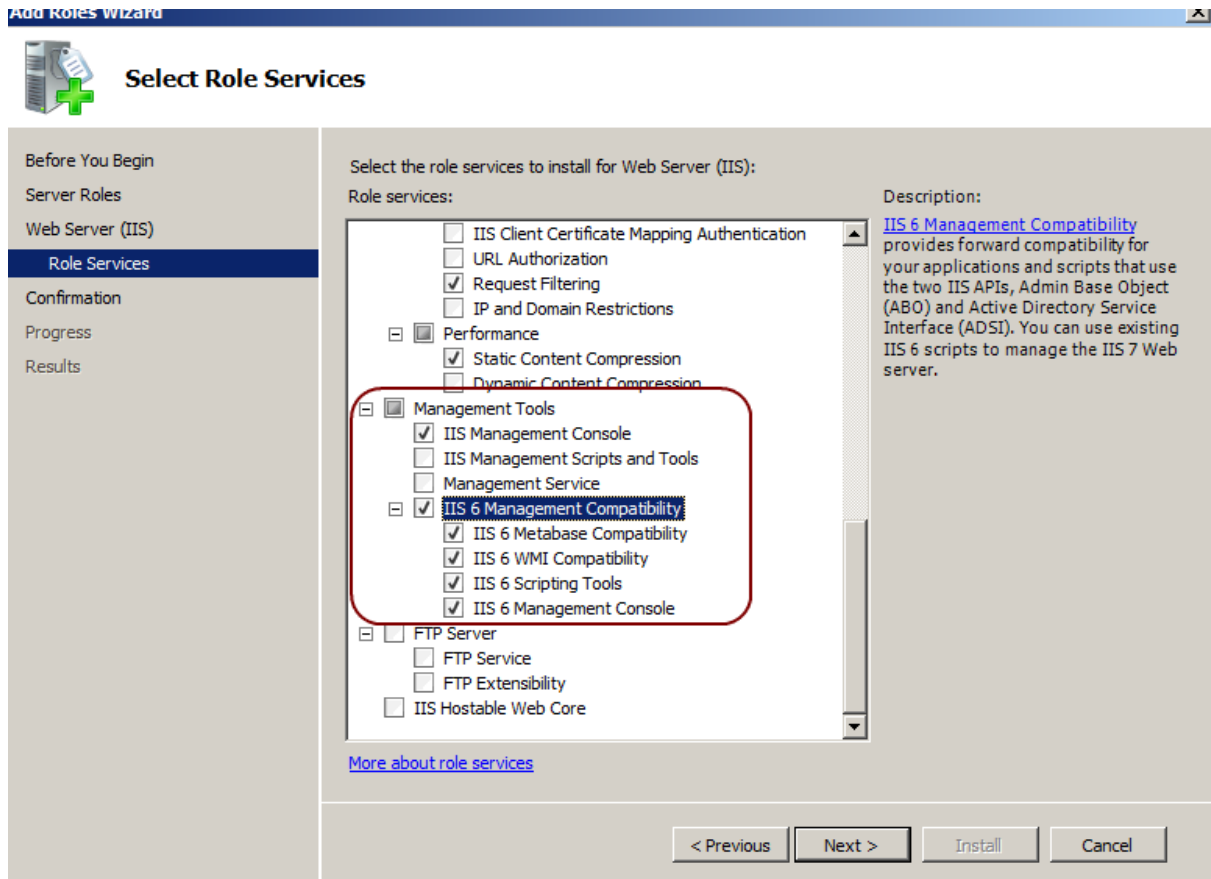 Add Roles Wizard
Select Role Services
Before You Begin
Server Roles
Web Server (IIS)
Role Services
Confirmation
Progress
Results
Select the role services to install for Web Server (IIS):
Role services:
IIS Client Certificate Mapping Authentication
URL Authorization
Request Filtering
IP and Domain Restrictions
Performance
Static Content Compression
Dynamic Content Compression
Management Tools
IIS Management Console
IIS Management Scripts and Tools
Management Service
IIS 6 Management Compatibility
IIS 6 Metabase Compatibility
IIS 6 WMI Compatibility
IIS 6 Scripting Tools
IIS 6 Management Console
FTP Server
FTP Service
FTP Extensibility
IIS Hostable Web Core
More about role services
Description:
IIS 6 Management Compatibility
provides forward compatibility for
your applications and scripts that use
the two IIS APIs, Admin Base Object
(ABO) and Active Directory Service
Interface (ADSI). You can use existing
IIS 6 scripts to manage the IIS 7 Web
server.
< Previous
Next >
Install
Cancel